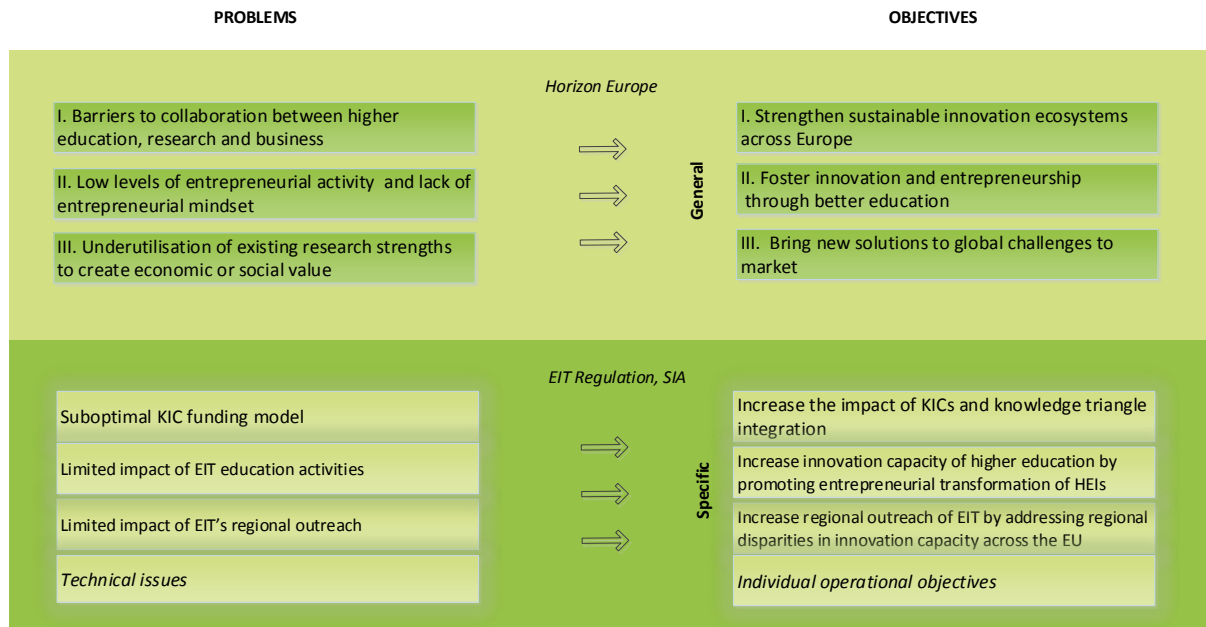 PROBLEMS
OBJECTIVES
Horizon Europe
I. Barriers to collaboration between higher
education, research and business
II. Low levels of entrepreneurial activity and lack of
entrepreneurial mindset
III. Underutilisation of existing research strengths
to create economic or social value
General
I. Strengthen sustainable innovation ecosystems
across Europe
II. Foster innovation and entrepreneurship
through better education
III. Bring new solutions to global challenges to
market
EIT Regulation, SIA
Suboptimal KIC funding model
Limited impact of EIT education activities
Limited impact of EIT’s regional outreach
Technical issues
Specific
Increase the impact of KICs and knowledge triangle
integration
Increase innovation capacity of higher education by
promoting entrepreneurial transformation of HEIs
Increase regional outreach of EIT by addressing regional
disparities in innovation capacity across the EU
Individual operational objectives